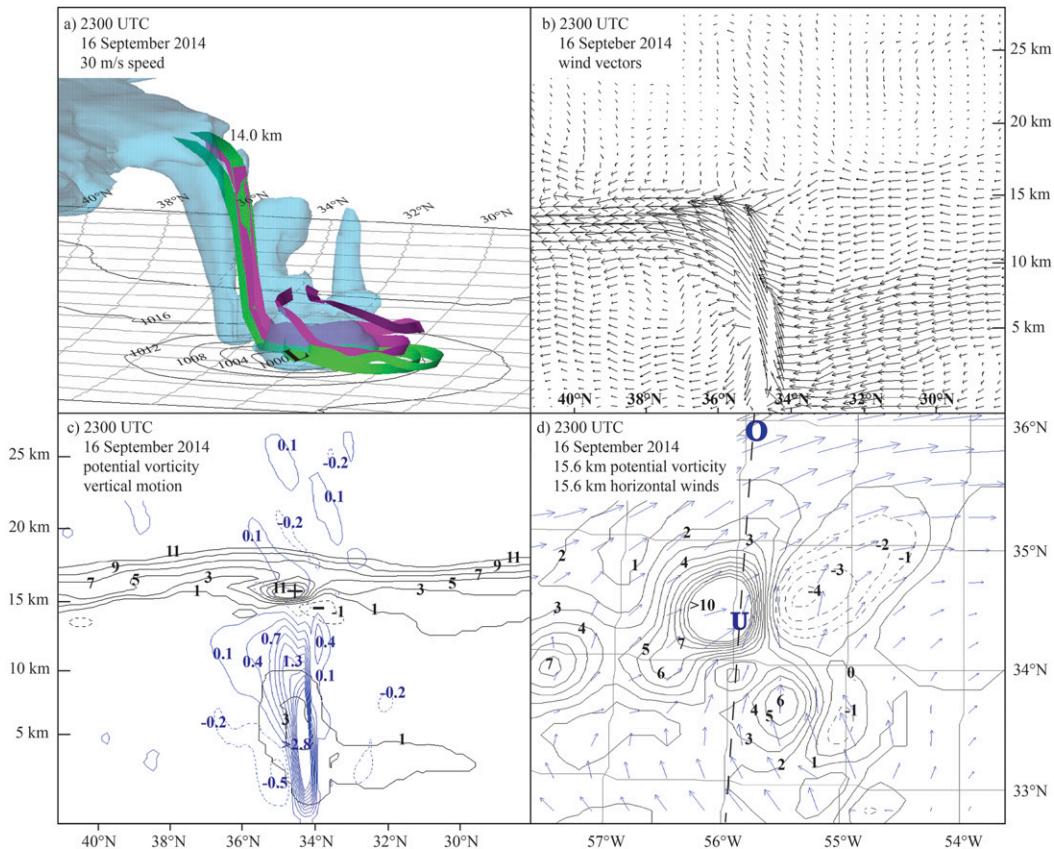 a) 2300 UTC
16 September 2014
30 m/s speed
14.0 km
40°N
38°N
36°N
34°N
32°N
30°N
1016
1012
1008
1004
1000
L
b) 2300 UTC
16 Septeber 2014
wind vectors
25 km
20 km
15 km
10 km
5 km
40°N 38°N 36°N 34°N 32°N 30°N
c) 2300 UTC
16 September 2014
potential vorticity
vertical motion
25 km
20 km
15 km
10 km
5 km
0.1
-0.2
0.1
-0.2
0.1
11
9
7
5
3
1
11
+
-
-1
1
3
5
7
9
11
0.7
0.4
0.1
0.4
1.3
0.1
-0.2
-0.2
3
>2.8
1
-0.5
40°N 38°N 36°N 34°N 32°N 30°N
d) 2300 UTC
16 September 2014
15.6 km potential vorticity
15.6 km horizontal winds
O
36°N
2
3
2
1
4
-2
-1
35°N
-3
-4
3
>10
U
4
7
5
6
7
0
34°N
6
4
5
-1
3
1
2
33°N
57°W 56°W 55°W 54°W